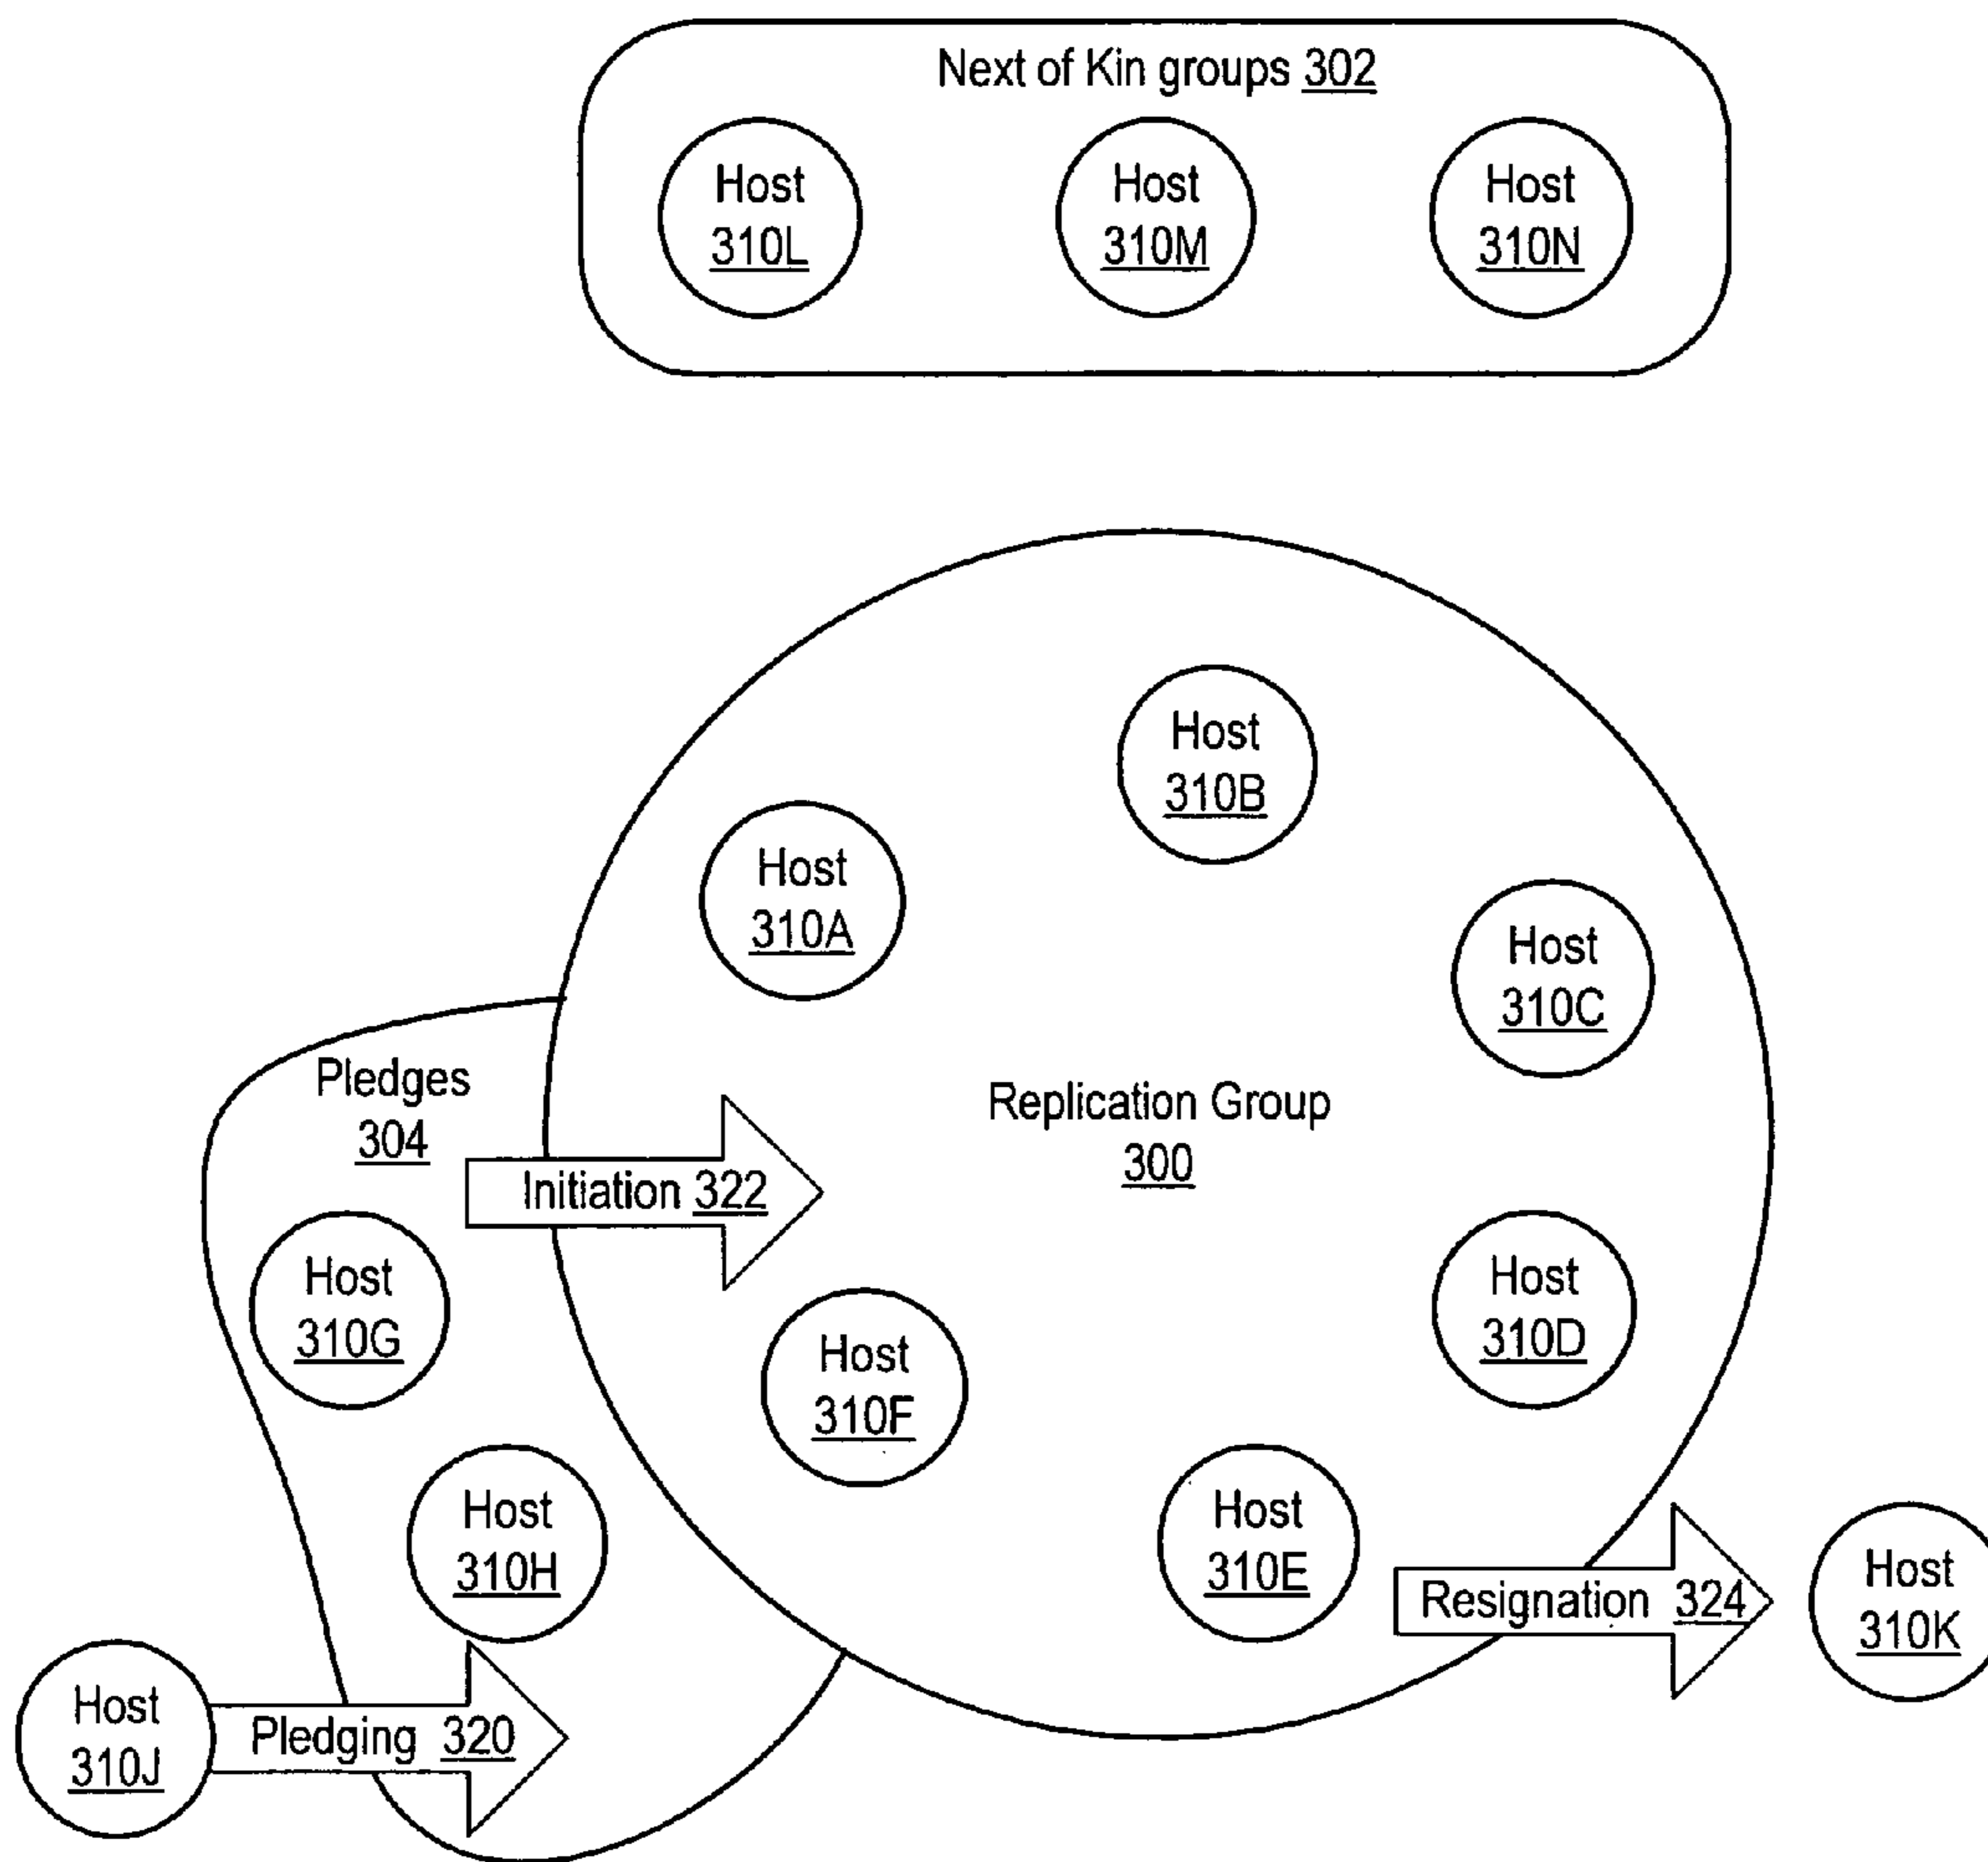 Next of Kin groups 302
Host
310L
Host
310M
Host
310N
Host
310B
Host
310A
Host
310C
Pledges
304
Replication Group
300
Initiation 322
Host
310G
Host
310D
Host
310F
Host
310H
Host
310E
Resignation 324
Host
310K
Host
310J
Pledging 320